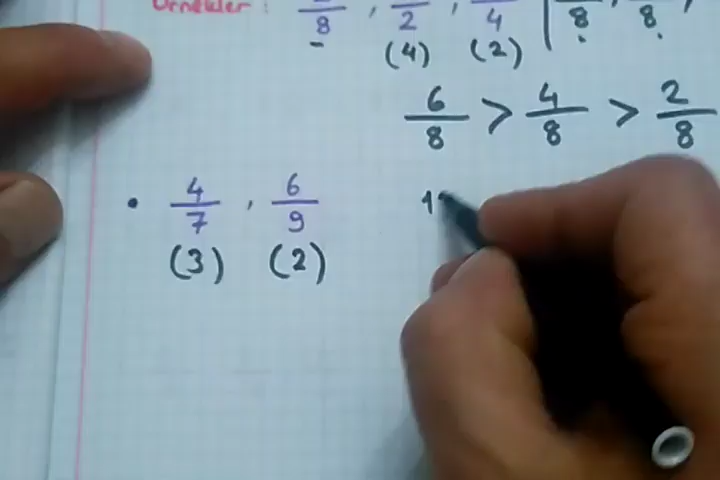 Örnekler : /8 , /2 , /4 | /8 , /8 ,
(4) (2)
6/8 > 4/8 > 2/8
• 4/7 , 6/9
(3) (2)